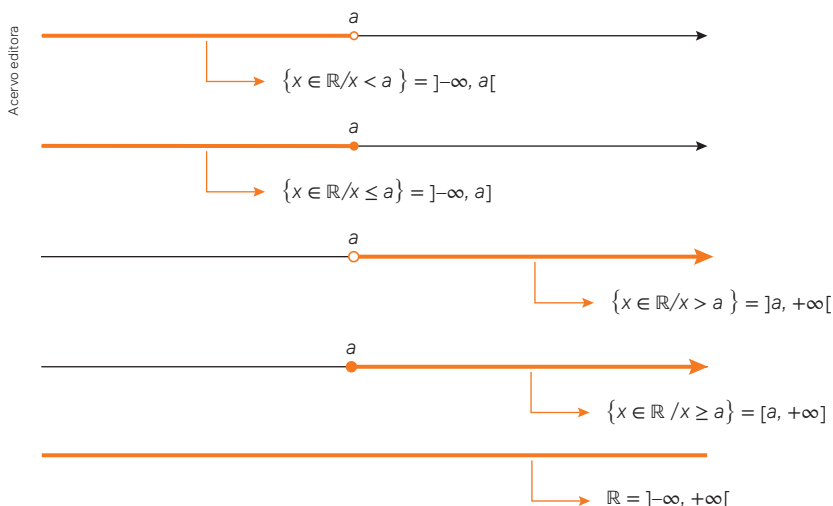 Acervo editora
a
{x ∈ ℝ/x < a } = ]–∞, a[
a
{x ∈ ℝ/x ≤ a} = ]–∞, a]
a
{x ∈ ℝ/x > a } = ]a, +∞[
a
{x ∈ ℝ /x ≥ a} = [a, +∞]
ℝ = ]–∞, +∞[